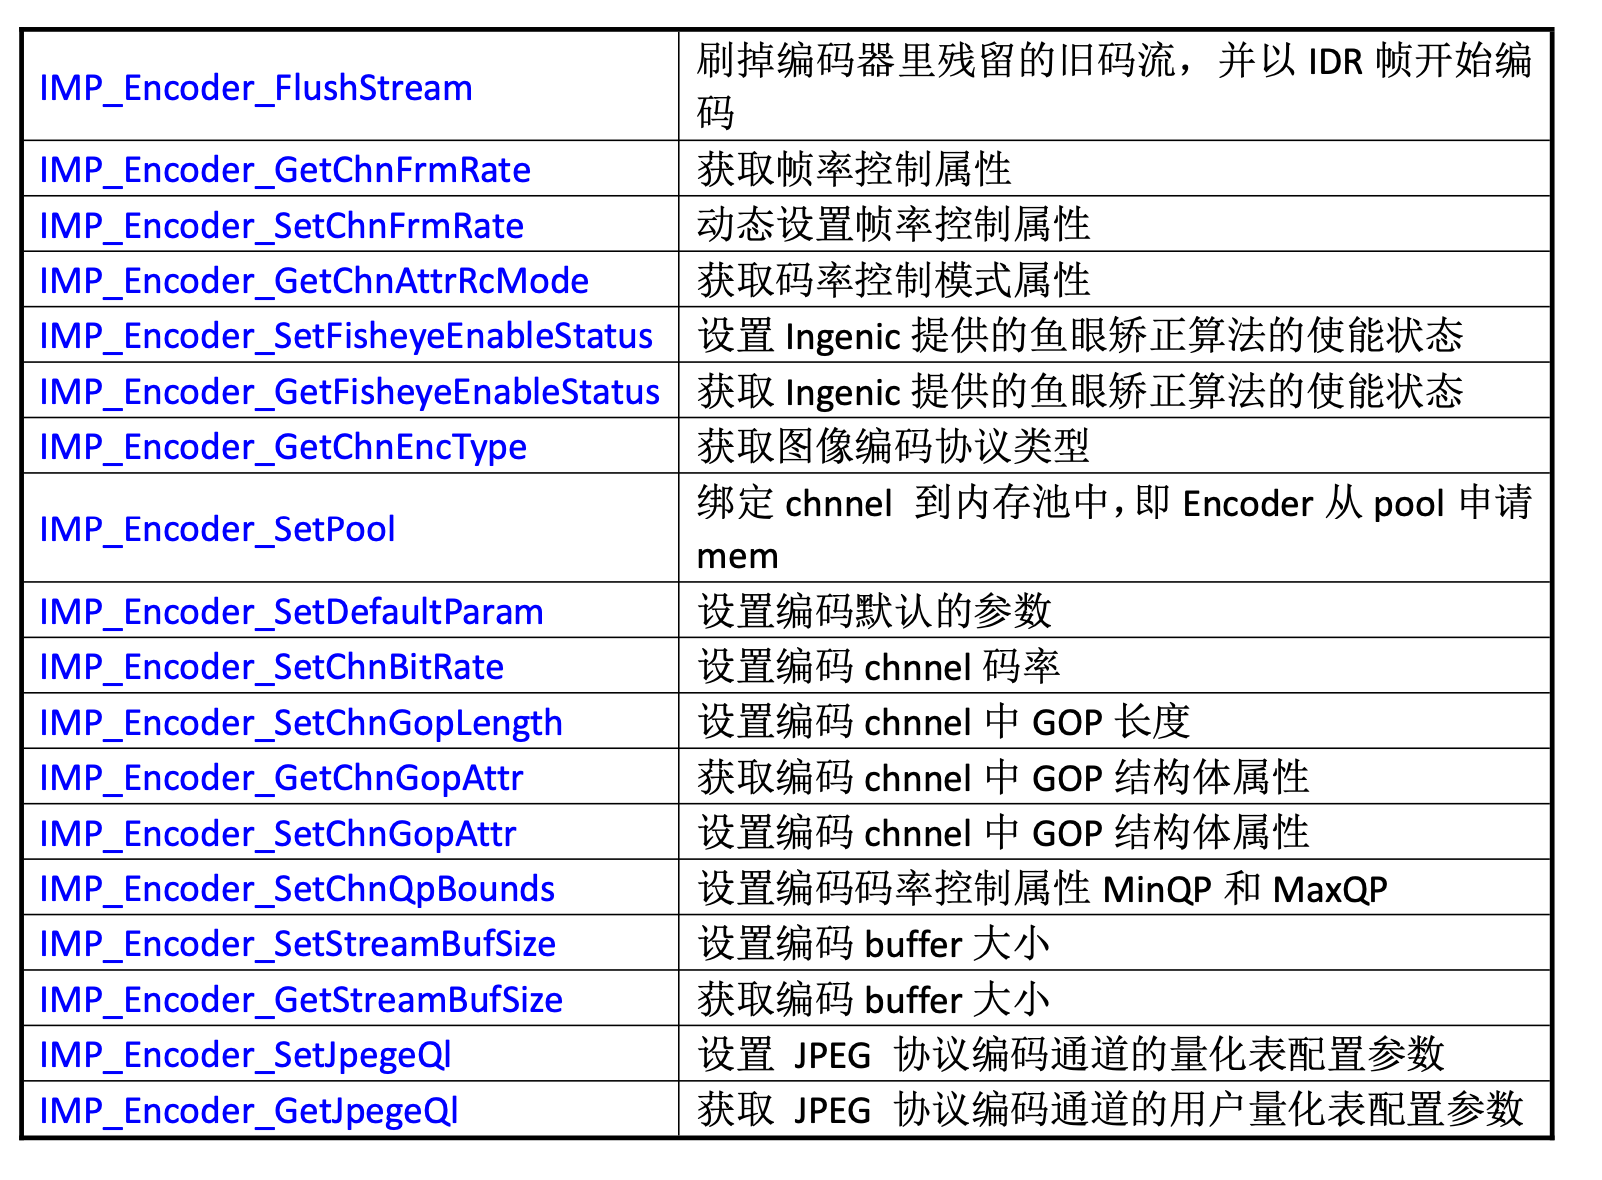 IMP_Encoder_FlushStream
刷掉编码器里残留的旧码流，并以 IDR 帧开始编
码
IMP_Encoder_GetChnFrmRate
获取帧率控制属性
IMP_Encoder_SetChnFrmRate
动态设置帧率控制属性
IMP_Encoder_GetChnAttrRcMode
获取码率控制模式属性
IMP_Encoder_SetFisheyeEnableStatus
设置 Ingenic 提供的鱼眼矫正算法的使能状态
IMP_Encoder_GetFisheyeEnableStatus
获取 Ingenic 提供的鱼眼矫正算法的使能状态
IMP_Encoder_GetChnEncType
获取图像编码协议类型
IMP_Encoder_SetPool
绑定 chnnel 到内存池中，即 Encoder 从 pool 申请
mem
IMP_Encoder_SetDefaultParam
设置编码默认的参数
IMP_Encoder_SetChnBitRate
设置编码 chnnel 码率
IMP_Encoder_SetChnGopLength
设置编码 chnnel 中 GOP 长度
IMP_Encoder_GetChnGopAttr
获取编码 chnnel 中 GOP 结构体属性
IMP_Encoder_SetChnGopAttr
设置编码 chnnel 中 GOP 结构体属性
IMP_Encoder_SetChnQpBounds
设置编码码率控制属性 MinQP 和 MaxQP
IMP_Encoder_SetStreamBufSize
设置编码 buffer 大小
IMP_Encoder_GetStreamBufSize
获取编码 buffer 大小
IMP_Encoder_SetJpegeQl
设置 JPEG 协议编码通道的量化表配置参数
IMP_Encoder_GetJpegeQl
获取 JPEG 协议编码通道的用户量化表配置参数